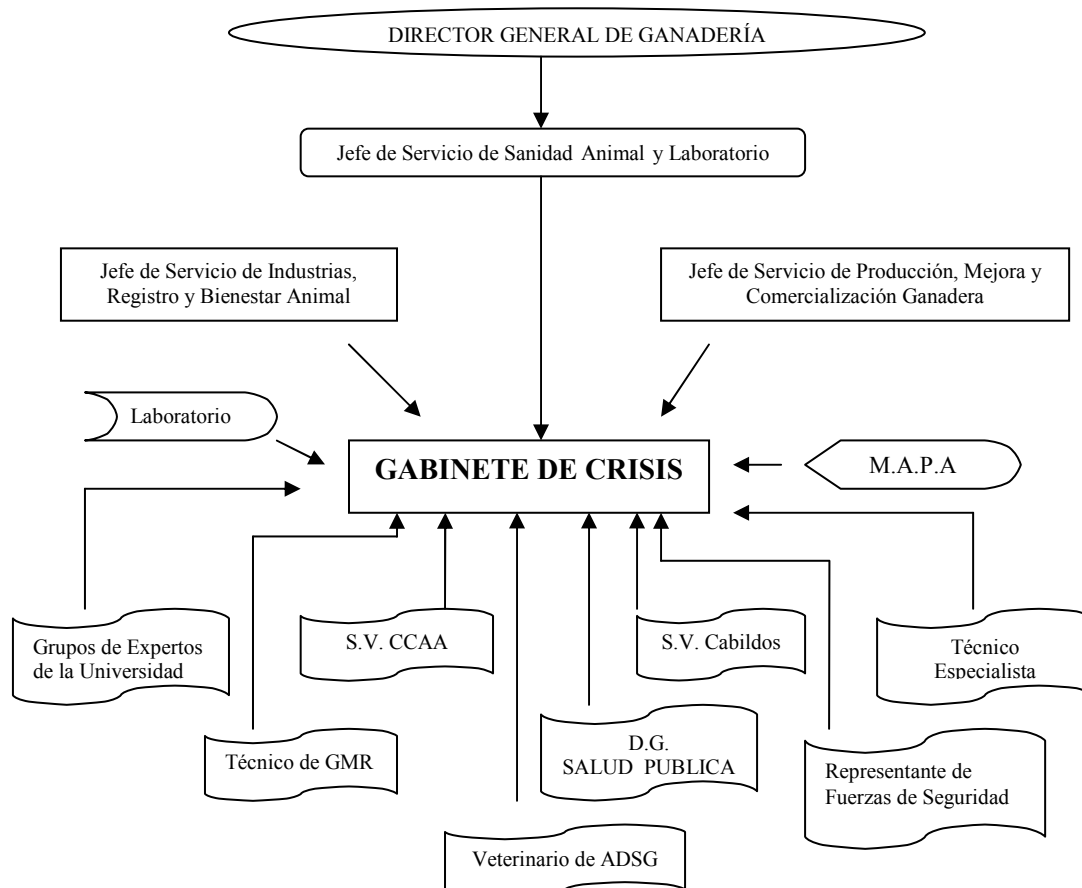 DIRECTOR GENERAL DE GANADERÍA
Jefe de Servicio de Sanidad Animal y Laboratorio
Jefe de Servicio de Industrias,
Registro y Bienestar Animal
Jefe de Servicio de Producción, Mejora y
Comercialización Ganadera
Laboratorio
GABINETE DE CRISIS
M.A.P.A
Grupos de Expertos
de la Universidad
S.V. CCAA
S.V. Cabildos
Técnico
Especialista
Técnico de GMR
D.G.
SALUD PUBLICA
Representante de
Fuerzas de Seguridad
Veterinario de ADSG